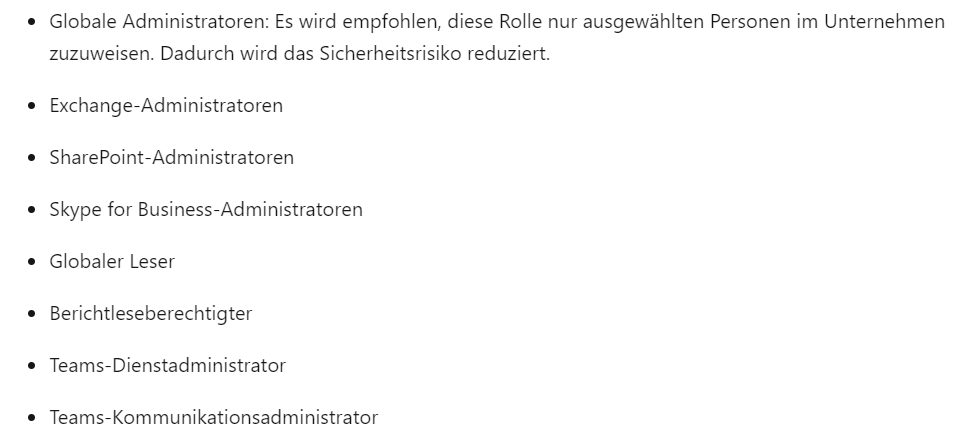 • Globale Administratoren: Es wird empfohlen, diese Rolle nur ausgewählten Personen im Unternehmen
zuzuweisen. Dadurch wird das Sicherheitsrisiko reduziert.
• Exchange-Administratoren
• SharePoint-Administratoren
• Skype for Business-Administratoren
• Globaler Leser
• Berichtleseberechtigter
• Teams-Dienstadministrator
• Teams-Kommunikationsadministrator